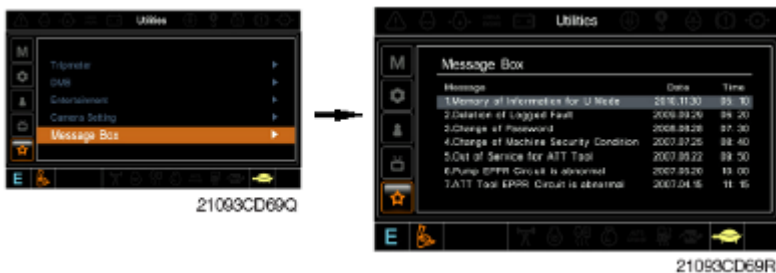 Utilities
M
Tripmeter
DMB
Entertainment
Camera Setting
Message Box
E
21093CD69Q
Utilities
M
Message Box
Message Date Time
1.Memory of Information for U Mode 2010.11.30 05: 10
2.Deletion of Logged Fault 2009.09.29 06: 20
3.Change of Password 2008.08.28 07: 30
4.Change of Machine Security Condition 2007.07.25 08: 40
5.Out of Service for ATT Tool 2007.06.22 09: 50
6.Pump EPPR Circuit is abnormal 2007.05.20 10: 00
7.ATT Tool EPPR Circuit is abnormal 2007.04.15 11: 15
E
21093CD69R